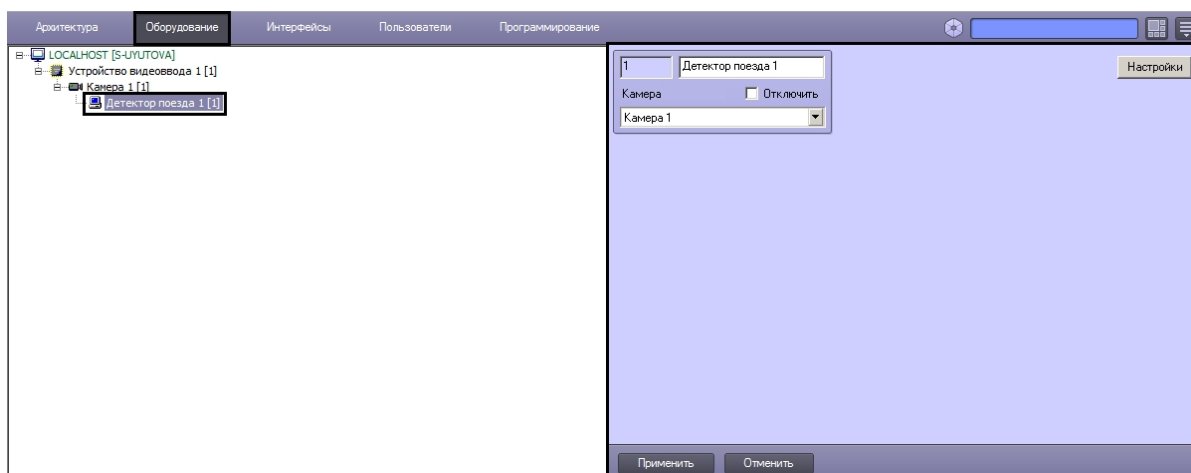 Архитектура Оборудование Интерфейсы Пользователи Программирование
LOCALHOST [S-UYUTOVA]
Устройство видеоввода 1 [1]
Камера 1 [1]
Детектор поезда 1 [1]
1 Детектор поезда 1
Настройки
Камера Отключить
Камера 1
Применить Отменить